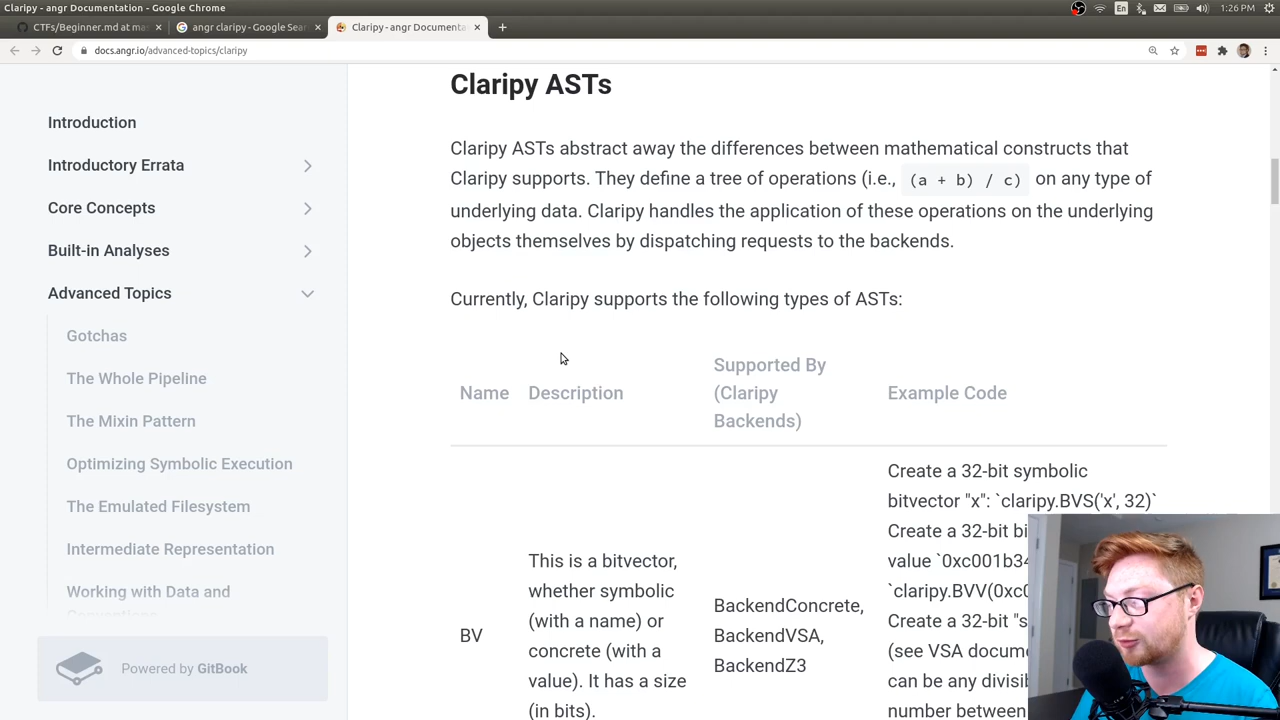 Claripy - angr Documentation - Google Chrome
En
1:26 PM
CTFs/Beginner.md at mas
angr claripy - Google Sear
Claripy - angr Documenta
docs.angr.io/advanced-topics/claripy
Introduction
Introductory Errata
Core Concepts
Built-in Analyses
Advanced Topics
Gotchas
The Whole Pipeline
The Mixin Pattern
Optimizing Symbolic Execution
The Emulated Filesystem
Intermediate Representation
Working with Data and
Powered by GitBook
Claripy ASTs
Claripy ASTs abstract away the differences between mathematical constructs that
Claripy supports. They define a tree of operations (i.e., (a + b) / c) on any type of
underlying data. Claripy handles the application of these operations on the underlying
objects themselves by dispatching requests to the backends.
Currently, Claripy supports the following types of ASTs:
Name
Description
Supported By
(Claripy
Backends)
Example Code
BV
This is a bitvector,
whether symbolic
(with a name) or
concrete (with a
value). It has a size
(in bits).
BackendConcrete,
BackendVSA,
BackendZ3
Create a 32-bit symbolic
bitvector "x": `claripy.BVS('x', 32)`
Create a 32-bit bi
value `0xc001b34
`claripy.BVV(0xc0
Create a 32-bit "s
(see VSA docume
can be any divisib
number between